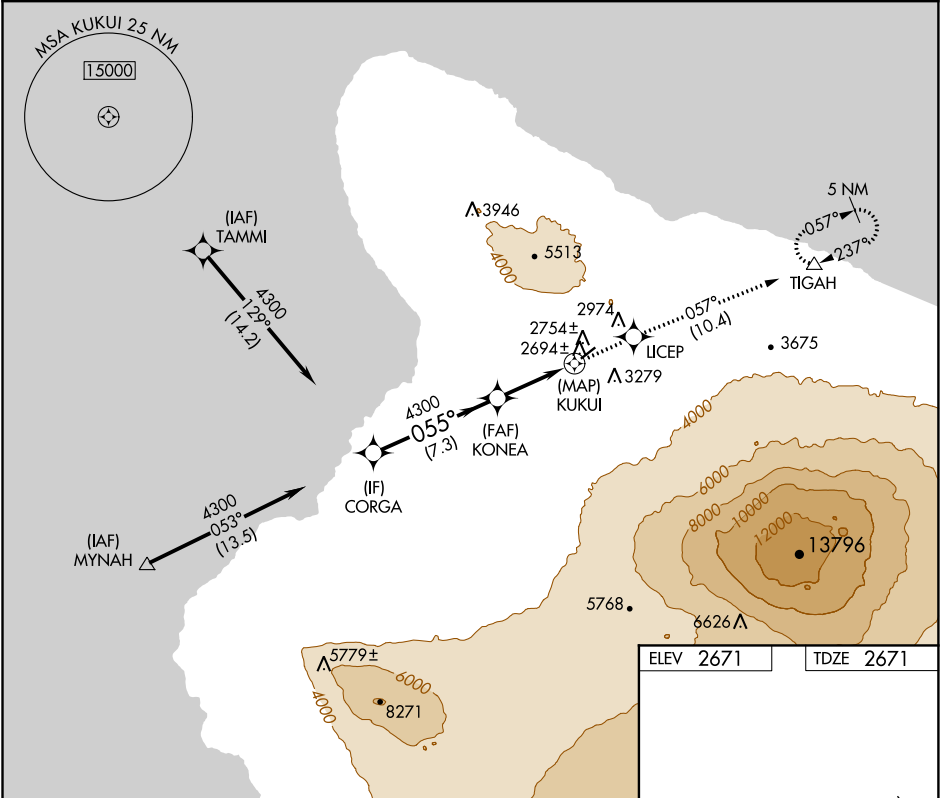 MSA KUKUI 25 NM
15000
(IAF)
TAMMI
4300
129°
(14.2)
3946
4000
5513
5 NM
057°
237°
TIGAH
2974
057°
(10.4)
2754±
2694±
LICEP
3675
(MAP)
KUKUI
3279
4300
055°
(7.3)
(FAF)
KONEA
4000
(IF)
CORGA
6000
8000
10000
12000
13796
4300
053°
(13.5)
(IAF)
MYNAH
5768
6626
5779±
6000
4000
8271
ELEV 2671
TDZE 2671